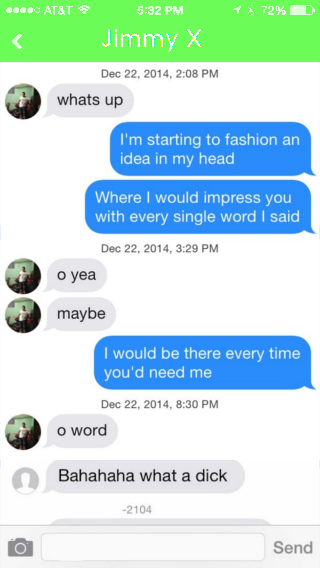 AT&T 5:32 PM 72%
Jimmy X
Dec 22, 2014, 2:08 PM
whats up
I'm starting to fashion an
idea in my head
Where I would impress you
with every single word I said
Dec 22, 2014, 3:29 PM
o yea
maybe
I would be there every time
you'd need me
Dec 22, 2014, 8:30 PM
o word
Bahahaha what a dick
-2104
Send